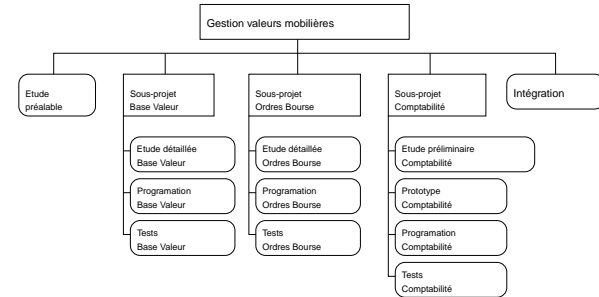 Gestion valeurs mobilières
Etude
préalable
Sous-projet
Base Valeur
Sous-projet
Ordres Bourse
Sous-projet
Comptabilité
Intégration
Etude détaillée
Base Valeur
Programation
Base Valeur
Tests
Base Valeur
Etude détaillée
Ordres Bourse
Programation
Ordres Bourse
Tests
Ordres Bourse
Etude préliminaire
Comptabilité
Prototype
Comptabilité
Programation
Comptabilité
Tests
Comptabilité